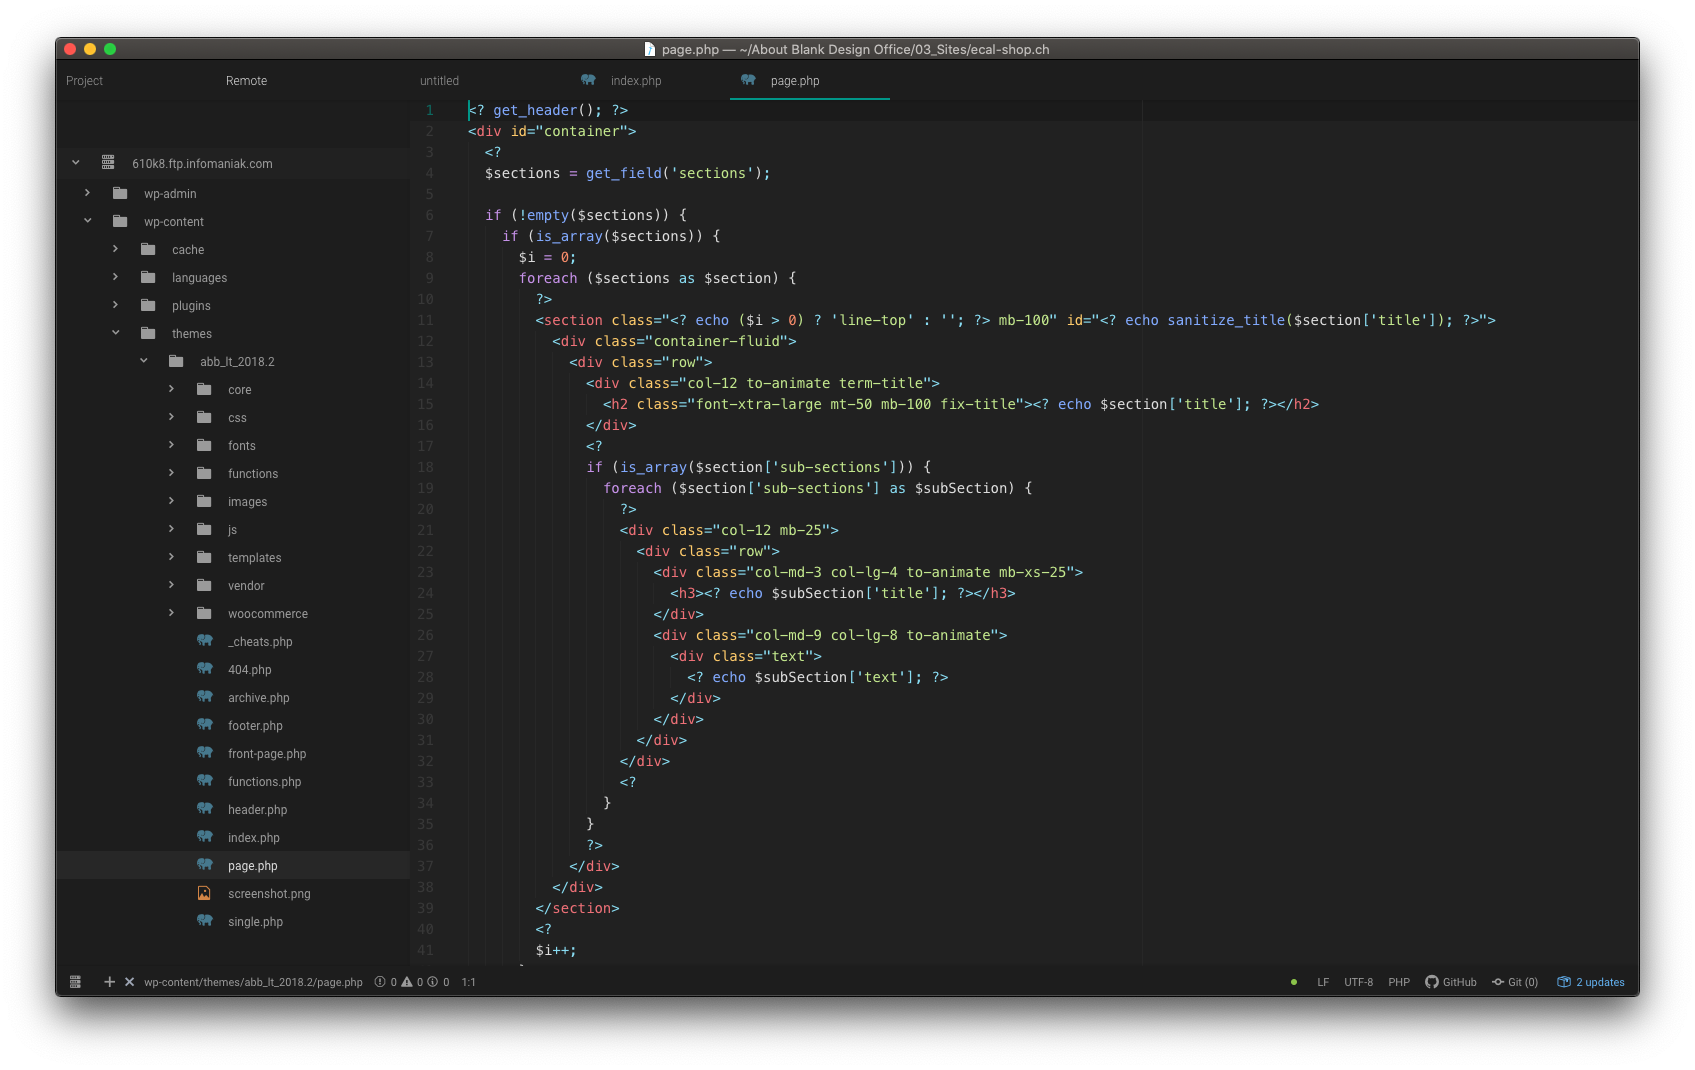 page.php — ~/About Blank Design Office/03_Sites/ecal-shop.ch
Project
Remote
untitled
index.php
page.php
610k8.ftp.infomaniak.com
wp-admin
wp-content
cache
languages
plugins
themes
abb_lt_2018.2
core
css
fonts
functions
images
js
templates
vendor
woocommerce
_cheats.php
404.php
archive.php
footer.php
front-page.php
functions.php
header.php
index.php
page.php
screenshot.png
single.php
1 <? get_header(); ?>
2 <div id="container">
3 <?
4 $sections = get_field('sections');
5
6 if (!empty($sections)) {
7 if (is_array($sections)) {
8 $i = 0;
9 foreach ($sections as $section) {
10 ?>
11 <section class="<? echo ($i > 0) ? 'line-top' : ''; ?> mb-100" id="<? echo sanitize_title($section['title']); ?>">
12 <div class="container-fluid">
13 <div class="row">
14 <div class="col-12 to-animate term-title">
15 <h2 class="font-xtra-large mt-50 mb-100 fix-title"><? echo $section['title']; ?></h2>
16 </div>
17 <?
18 if (is_array($section['sub-sections'])) {
19 foreach ($section['sub-sections'] as $subSection) {
20 ?>
21 <div class="col-12 mb-25">
22 <div class="row">
23 <div class="col-md-3 col-lg-4 to-animate mb-xs-25">
24 <h3><? echo $subSection['title']; ?></h3>
25 </div>
26 <div class="col-md-9 col-lg-8 to-animate">
27 <div class="text">
28 <? echo $subSection['text']; ?>
29 </div>
30 </div>
31 </div>
32 </div>
33 <?
34 }
35 }
36 ?>
37 </div>
38 </div>
39 </section>
40 <?
41 $i++;
wp-content/themes/abb_lt_2018.2/page.php 0 0 0 1:1
LF UTF-8 PHP GitHub Git (0) 2 updates